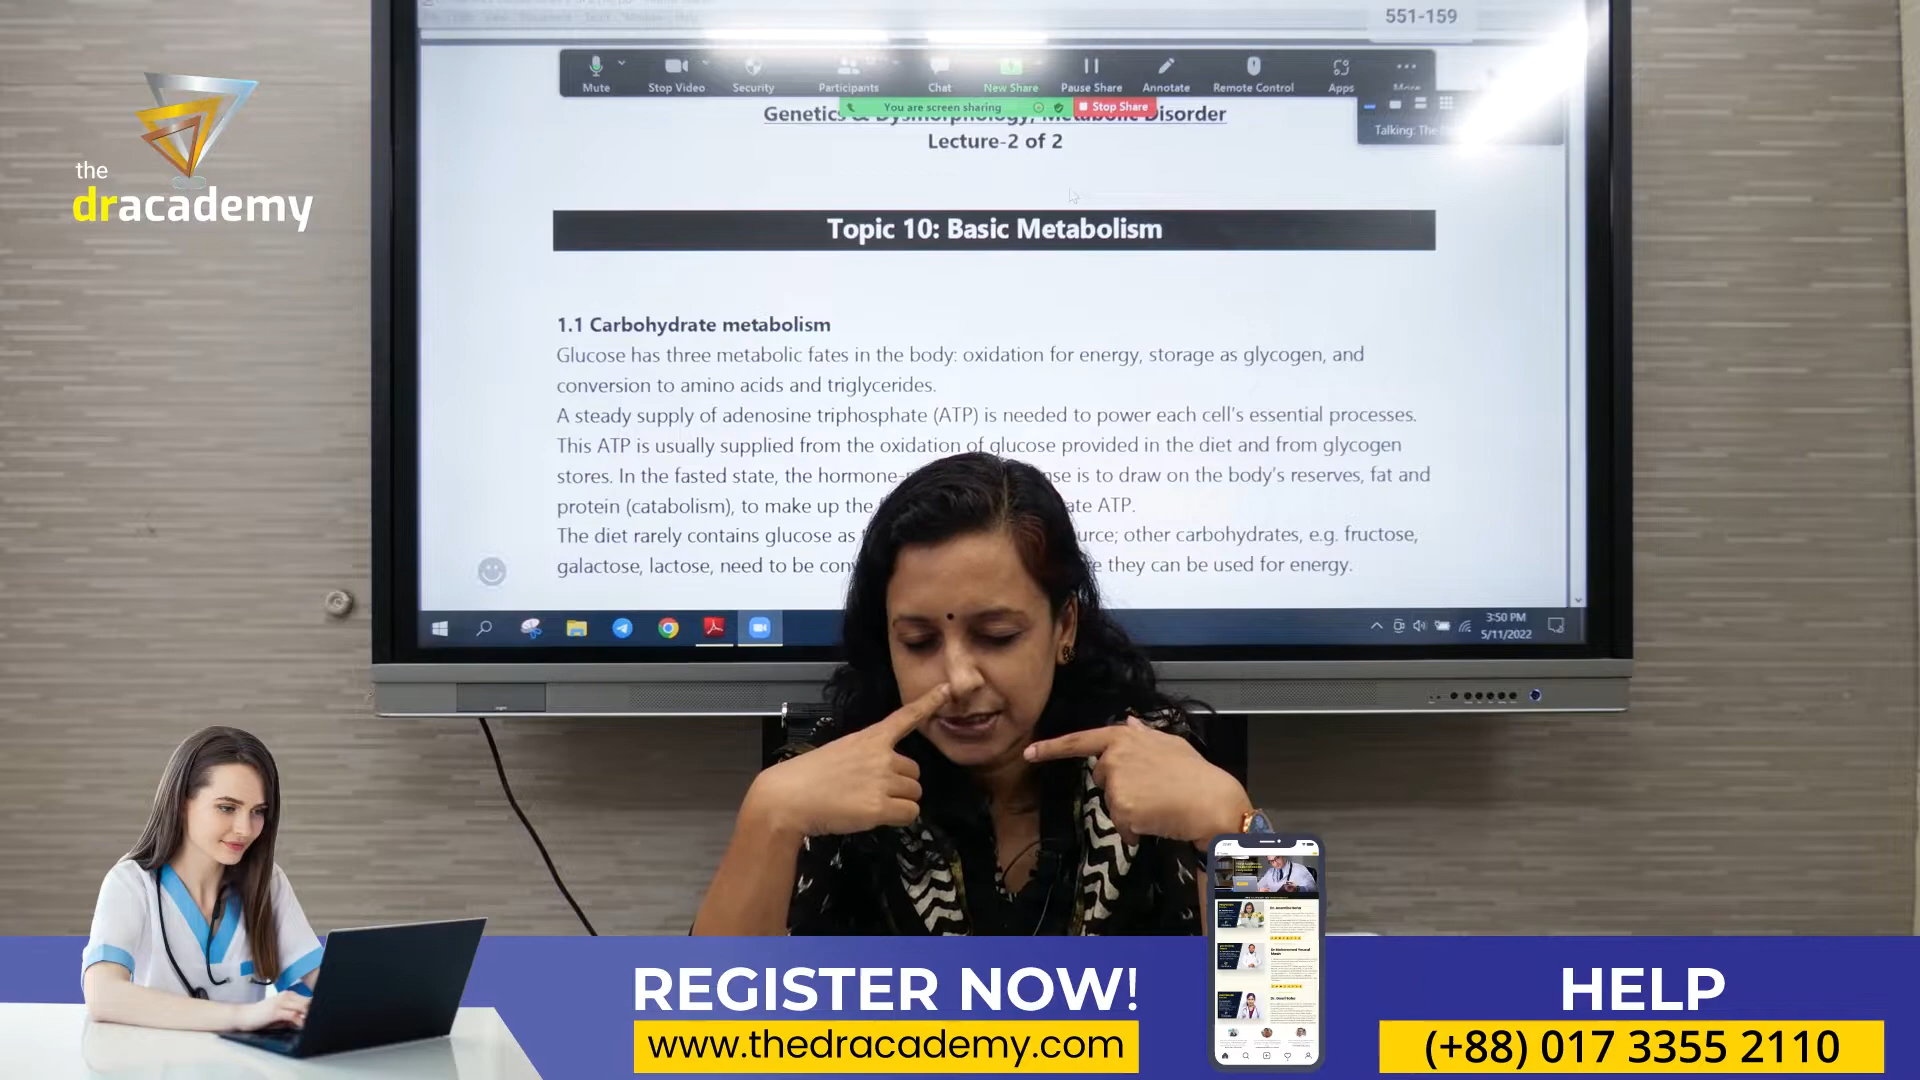 551-159
Mute
Stop Video
Security
Participants
Chat
New Share
Pause Share
Annotate
Remote Control
Apps
More
You are screen sharing
Stop Share
Talking: The
Genetics & Dysmorphology, Metabolic Disorder
Lecture-2 of 2
the
dracademy
Topic 10: Basic Metabolism
1.1 Carbohydrate metabolism
Glucose has three metabolic fates in the body: oxidation for energy, storage as glycogen, and
conversion to amino acids and triglycerides.
A steady supply of adenosine triphosphate (ATP) is needed to power each cell's essential processes.
This ATP is usually supplied from the oxidation of glucose provided in the diet and from glycogen
stores. In the fasted state, the hormone- is to draw on the body's reserves, fat and
protein (catabolism), to make up the ATP.
The diet rarely contains glucose as other carbohydrates, e.g. fructose,
galactose, lactose, need to be they can be used for energy.
3:50 PM
5/11/2022
REGISTER NOW!
www.thedracademy.com
HELP
(+88) 017 3355 2110